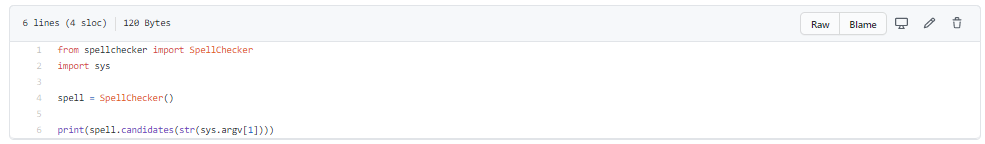 6 lines (4 sloc) 120 Bytes Raw Blame
1 from spellchecker import SpellChecker
2 import sys
3
4 spell = SpellChecker()
5
6 print(spell.candidates(str(sys.argv[1])))